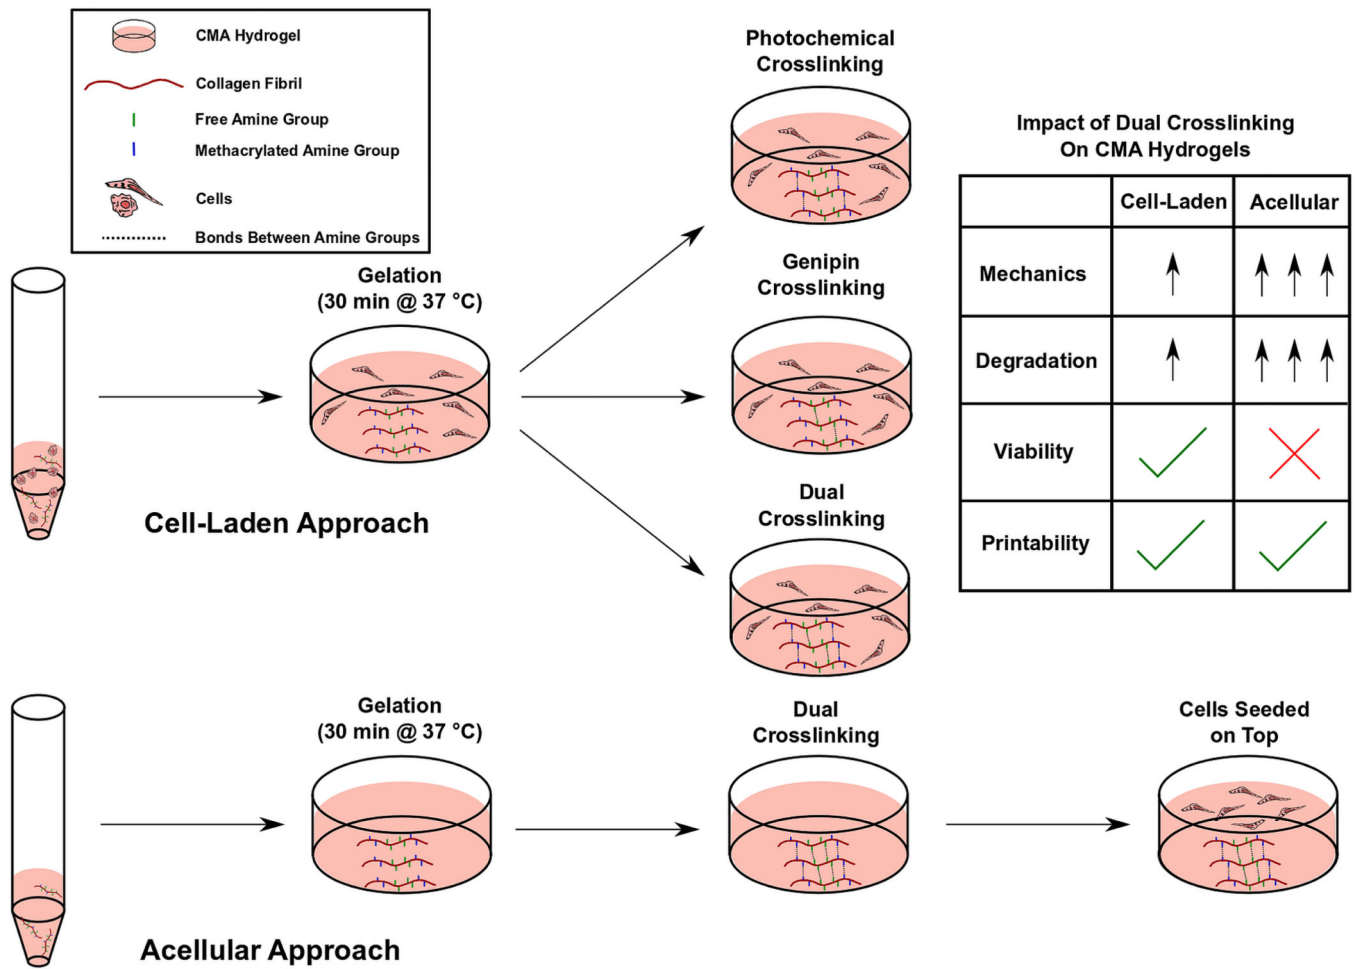 CMA Hydrogel
Collagen Fibril
Free Amine Group
Methacrylated Amine Group
Cells
Bonds Between Amine Groups
Gelation
(30 min @ 37 °C)
Cell-Laden Approach
Photochemical
Crosslinking
Genipin
Crosslinking
Dual
Crosslinking
Impact of Dual Crosslinking
On CMA Hydrogels
Cell-Laden
Acellular
Mechanics
Degradation
Viability
Printability
Gelation
(30 min @ 37 °C)
Dual
Crosslinking
Cells Seeded
on Top
Acellular Approach